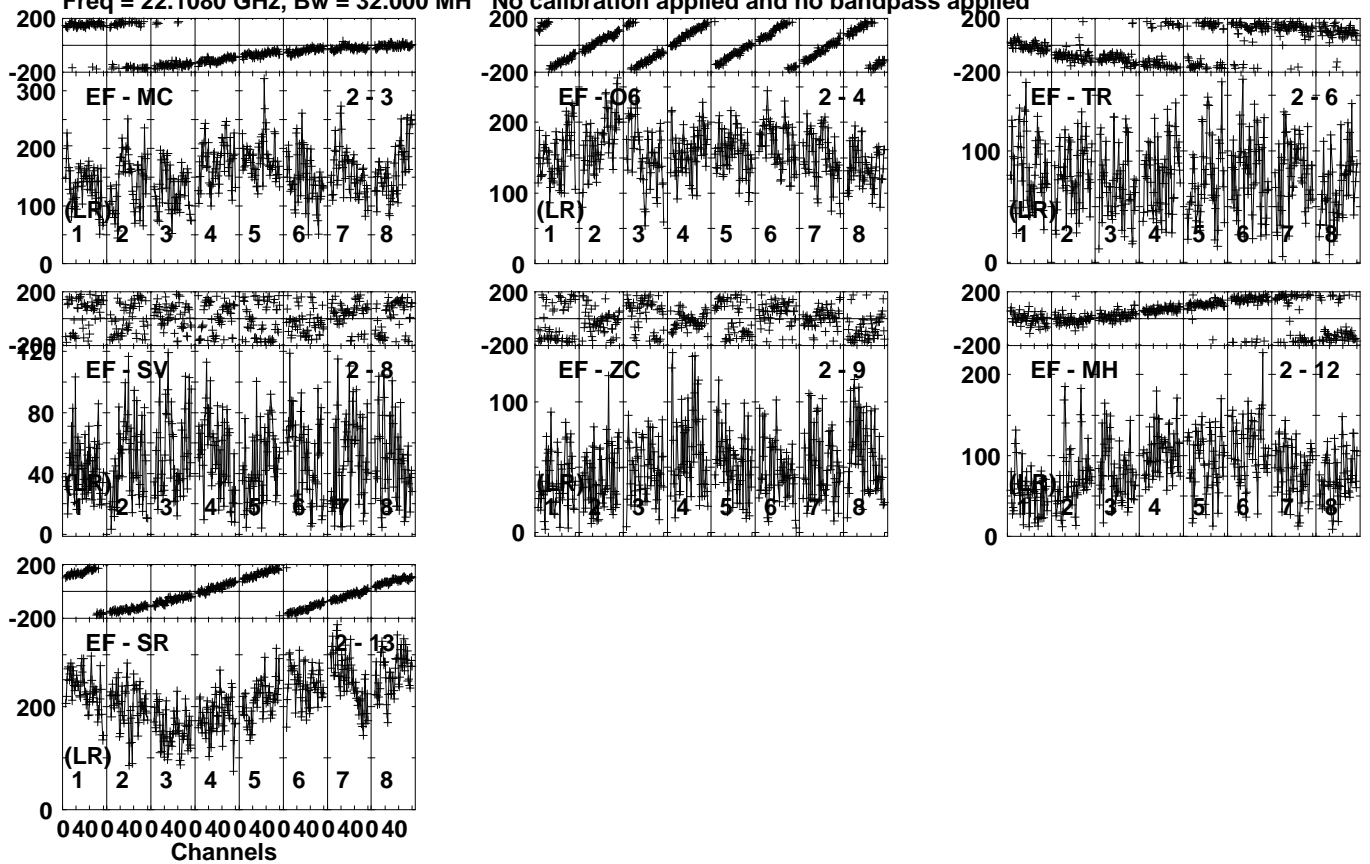 Freq = 22.1080 GHz, Bw = 32.000 MH No calibration applied and no bandpass applied
200
-200
300
200
100
0
EF - MC 2 - 3
(LR)
1 2 3 4 5 6 7 8
200
-200
200
100
0
EF - O6 2 - 4
(LR)
1 2 3 4 5 6 7 8
200
-200
100
0
EF - TR 2 - 6
(LR)
1 2 3 4 5 6 7 8
200
-200
120
80
40
0
EF - SV 2 - 8
(LR)
1 2 3 4 5 6 7 8
200
-200
100
0
EF - ZC 2 - 9
(LR)
1 2 3 4 5 6 7 8
200
-200
200
100
0
EF - MH 2 - 12
(LR)
1 2 3 4 5 6 7 8
200
-200
200
0
EF - SR 2 - 13
(LR)
1 2 3 4 5 6 7 8
0 40 0 40 0 40 0 40 0 40 0 40 0 40 0 40
Channels